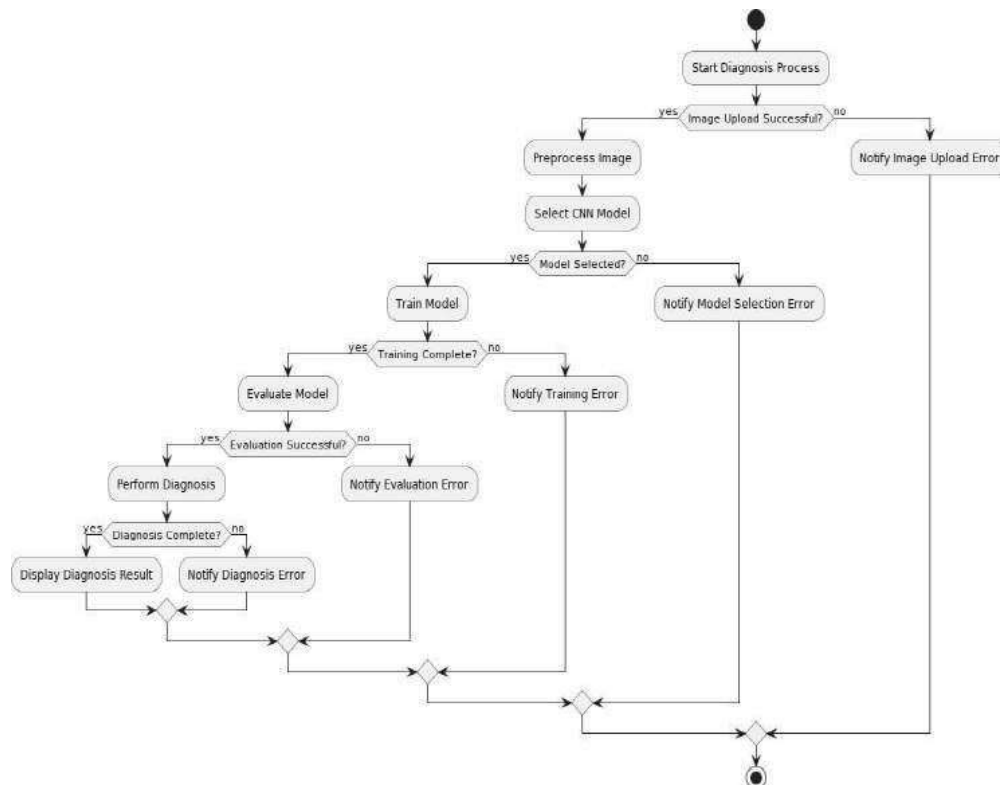 Start Diagnosis Process
yes
Image Upload Successful?
no
Preprocess Image
Notify Image Upload Error
Select CNN Model
yes
Model Selected?
no
Train Model
Notify Model Selection Error
yes
Training Complete?
no
Evaluate Model
Notify Training Error
yes
Evaluation Successful?
no
Perform Diagnosis
Notify Evaluation Error
yes
Diagnosis Complete?
no
Display Diagnosis Result
Notify Diagnosis Error